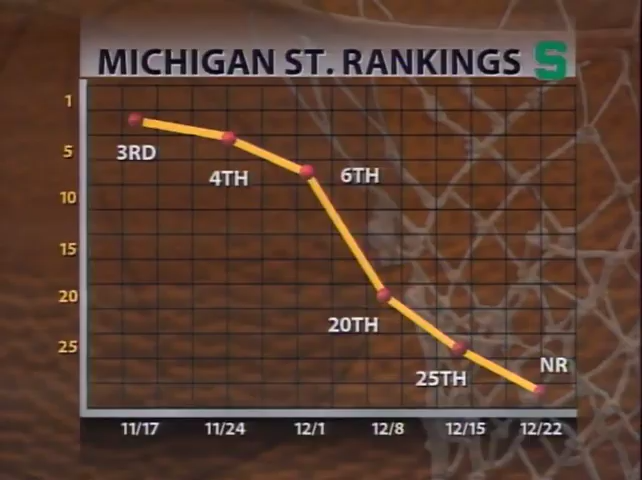 MICHIGAN ST. RANKINGS S
1
3RD
5
4TH
6TH
10
15
20
20TH
25
25TH
NR
11/17 11/24 12/1 12/8 12/15 12/22